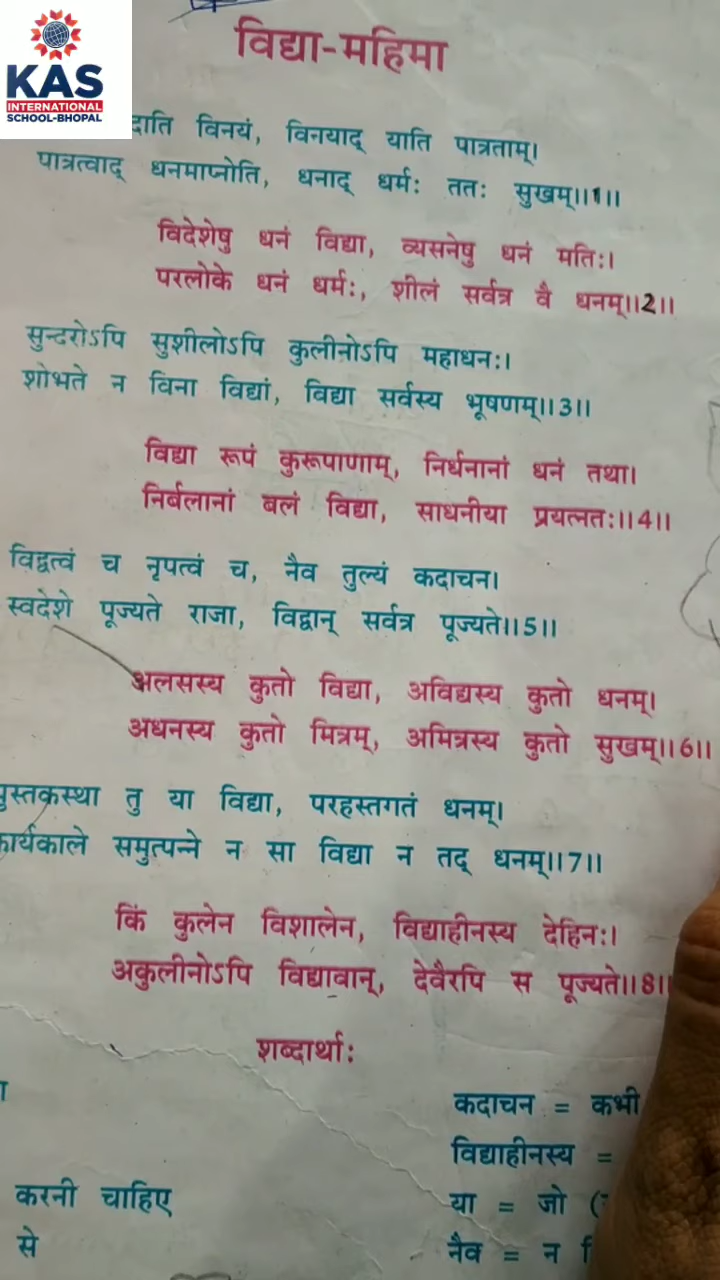 KAS
INTERNATIONAL
SCHOOL-BHOPAL
विद्या-महिमा
विनयं, विनयाद् याति पात्रताम्।
पात्रत्वाद् धनमाप्नोति, धनाद् धर्मः ततः सुखम्॥1॥
विदेशेषु धनं विद्या, व्यसनेषु धनं मतिः।
परलोके धनं धर्मः, शीलं सर्वत्र वै धनम्॥2॥
सुन्दरोऽपि सुशीलोऽपि कुलीनोऽपि महाधनः।
शोभते न विना विद्यां, विद्या सर्वस्य भूषणम्॥3॥
विद्या रूपं कुरूपाणाम्, निर्धनानां धनं तथा।
निर्बलानां बलं विद्या, साधनीया प्रयत्नतः॥4॥
विद्वत्वं च नृपत्वं च, नैव तुल्यं कदाचन।
स्वदेशे पूज्यते राजा, विद्वान् सर्वत्र पूज्यते॥5॥
अलसस्य कुतो विद्या, अविद्यस्य कुतो धनम्।
अधनस्य कुतो मित्रम्, अमित्रस्य कुतो सुखम्॥6॥
पुस्तकस्था तु या विद्या, परहस्तगतं धनम्।
कार्यकाले समुत्पन्ने न सा विद्या न तद् धनम्॥7॥
किं कुलेन विशालेन, विद्याहीनस्य देहिनः।
अकुलीनोऽपि विद्यावान्, देवैरपि स पूज्यते॥8॥
शब्दार्थाः
कदाचन = कभी
विद्याहीनस्य =
करनी चाहिए
या = जो
से
नैव = न